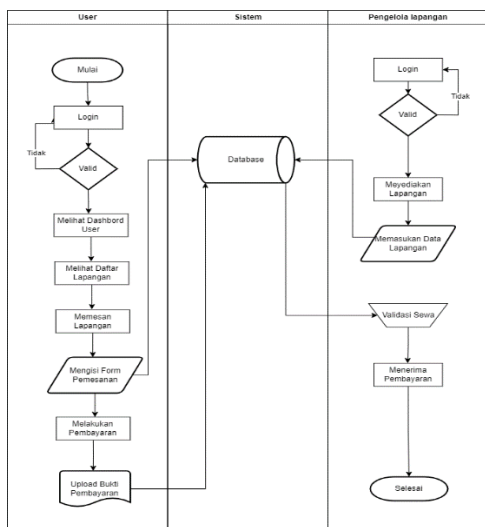 User
Sistem
Pengelola lapangan
Mulai
Login
Tidak
Valid
Melihat Dashbord
User
Melihat Daftar
Lapangan
Memesan
Lapangan
Mengisi Form
Pemesanan
Melakukan
Pembayaran
Upload Bukti
Pembayaran
Database
Login
Tidak
Valid
Meyediakan
Lapangan
Memasukan Data
Lapangan
Validasi Sewa
Menerima
Pembayaran
Selesai